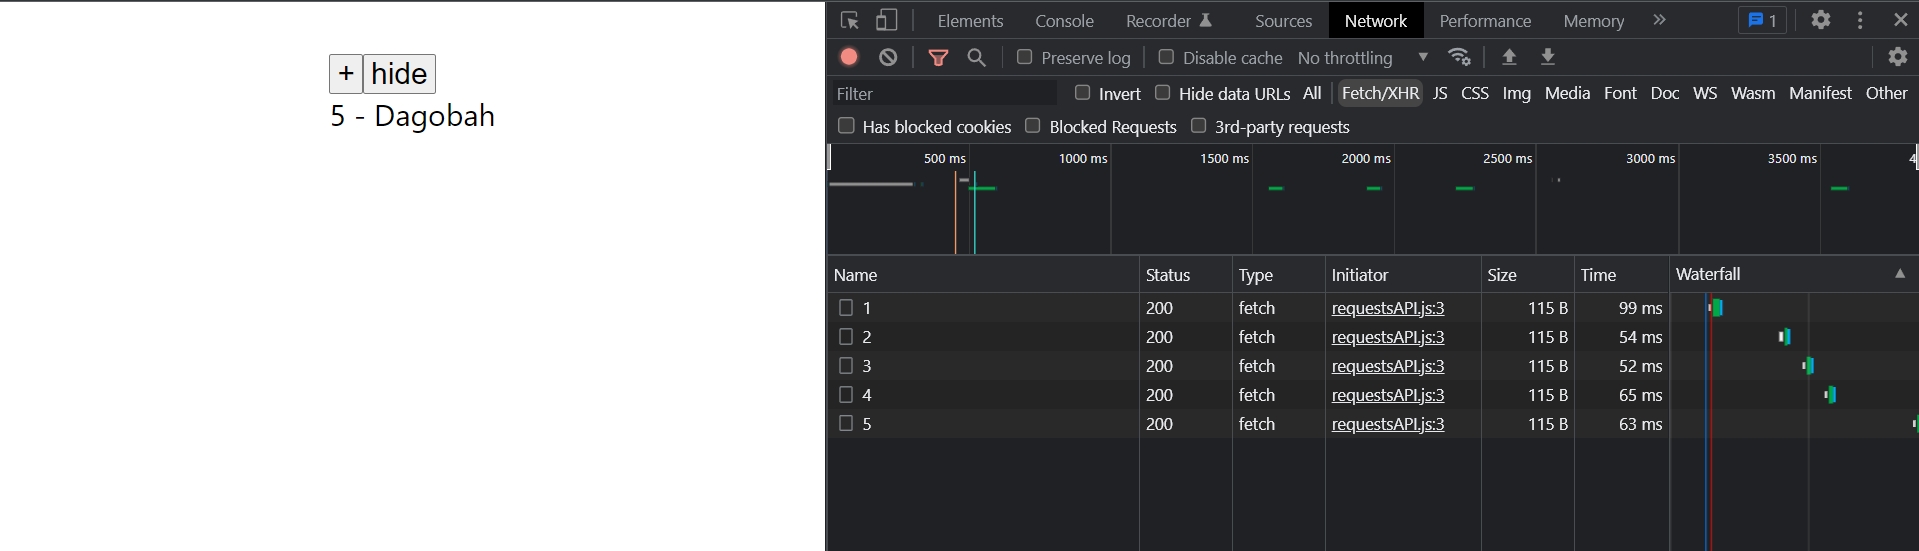 + hide
5 - Dagobah
Elements Console Recorder Sources Network Performance Memory » 1
Preserve log Disable cache No throttling
Filter Invert Hide data URLs All Fetch/XHR JS CSS Img Media Font Doc WS Wasm Manifest Other
Has blocked cookies Blocked Requests 3rd-party requests
500 ms 1000 ms 1500 ms 2000 ms 2500 ms 3000 ms 3500 ms 4
Name Status Type Initiator Size Time Waterfall
1 200 fetch requestsAPI.js:3 115 B 99 ms
2 200 fetch requestsAPI.js:3 115 B 54 ms
3 200 fetch requestsAPI.js:3 115 B 52 ms
4 200 fetch requestsAPI.js:3 115 B 65 ms
5 200 fetch requestsAPI.js:3 115 B 63 ms